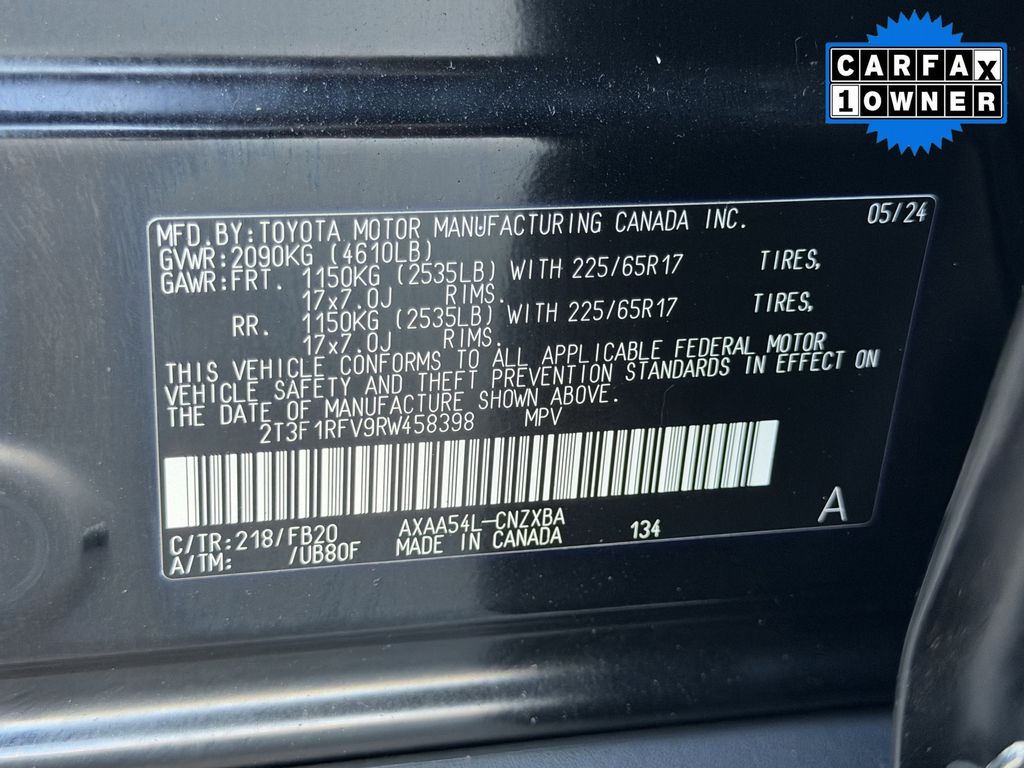 CARFAX
1 OWNER
MFD.BY:TOYOTA MOTOR MANUFACTURING CANADA INC. 05/24
GVWR:2090KG (4610LB)
GAWR:FRT. 1150KG (2535LB) WITH 225/65R17 TIRES,
17x7.0J RIMS.
RR. 1150KG (2535LB) WITH 225/65R17 TIRES,
17x7.0J RIMS.
THIS VEHICLE CONFORMS TO ALL APPLICABLE FEDERAL MOTOR
VEHICLE SAFETY AND THEFT PREVENTION STANDARDS IN EFFECT ON
THE DATE OF MANUFACTURE SHOWN ABOVE.
2T3F1RFV9RW458398 MPV
C/TR:218/FB20 AXAA54L-CNZXBA 134 A
A/TM: /UB80F MADE IN CANADA